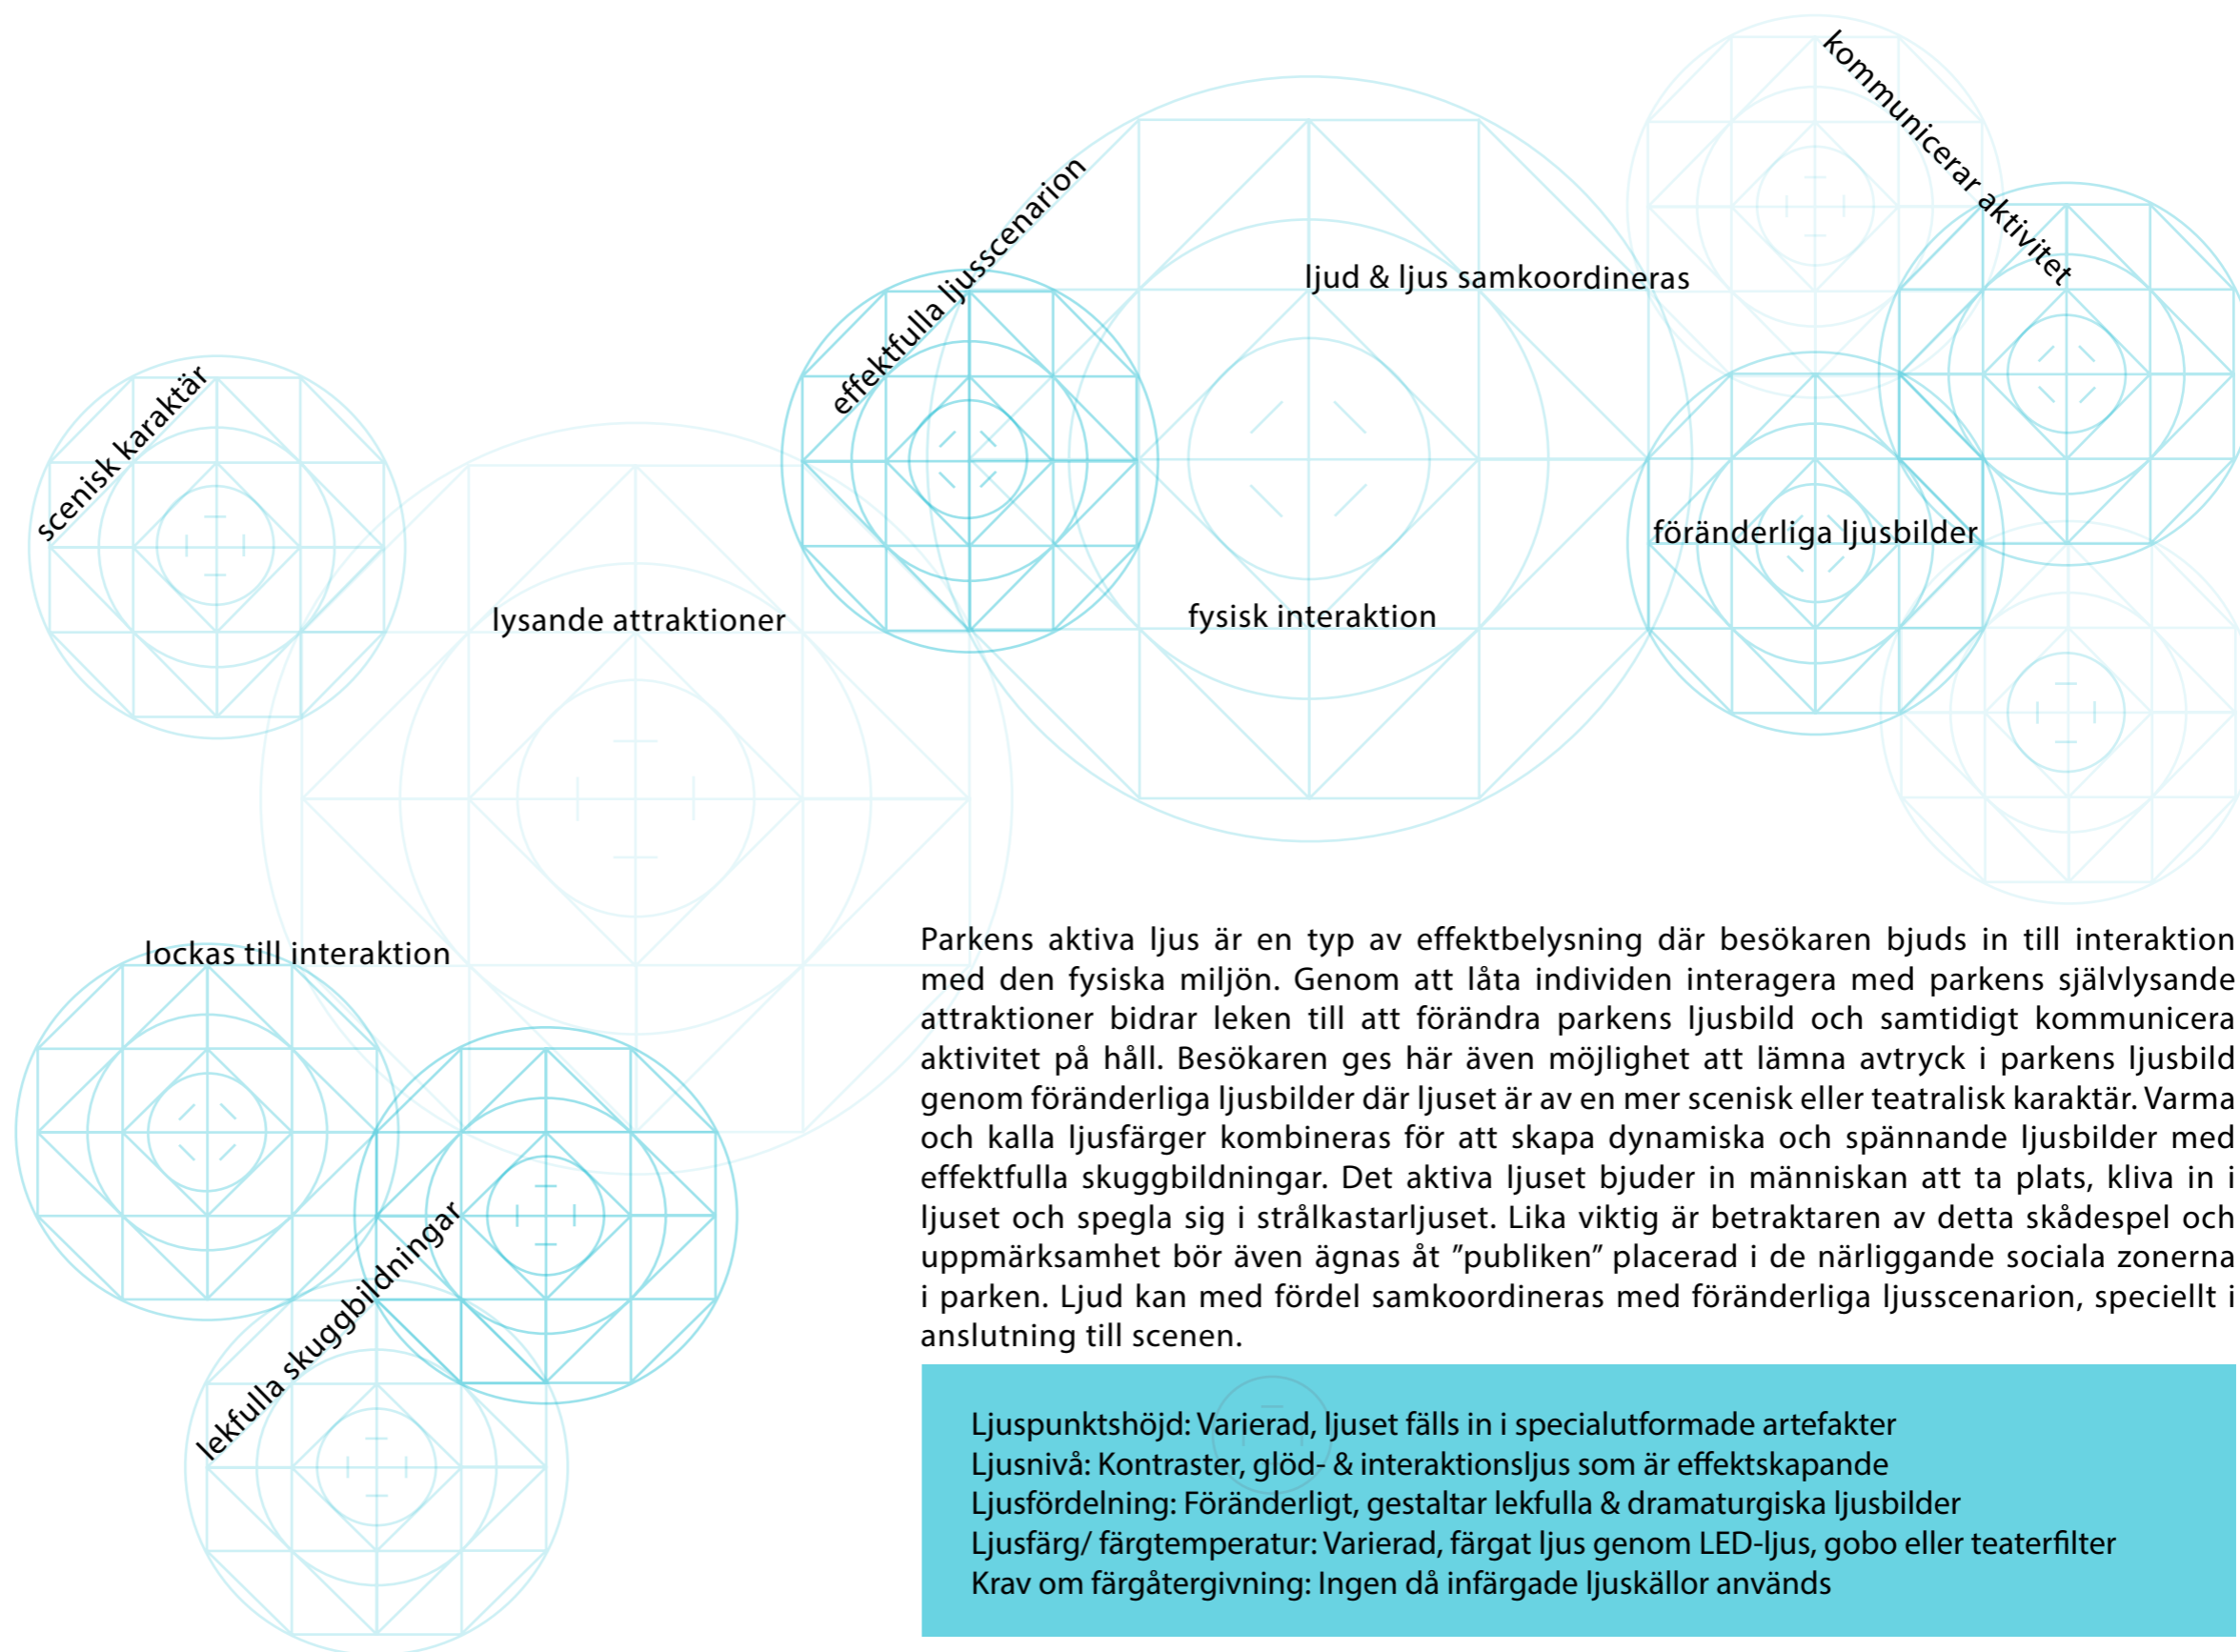 kommunicerar aktivitet
effektfulla ljusscenarion
ljud & ljus samkoordineras
scenisk karaktär
föränderliga ljusbilder
lysande attraktioner
fysisk interaktion
lockas till interaktion
lekfulla skuggbildningar
Parkens aktiva ljus är en typ av effektbelysning där besökaren bjuds in till interaktion
med den fysiska miljön. Genom att låta individen interagera med parkens självlysande
attraktioner bidrar leken till att förändra parkens ljusbild och samtidigt kommunicera
aktivitet på håll. Besökaren ges här även möjlighet att lämna avtryck i parkens ljusbild
genom föränderliga ljusbilder där ljuset är av en mer scenisk eller teatralisk karaktär. Varma
och kalla ljusfärger kombineras för att skapa dynamiska och spännande ljusbilder med
effektfulla skuggbildningar. Det aktiva ljuset bjuder in människan att ta plats, kliva in i
ljuset och spegla sig i strålkastarljuset. Lika viktig är betraktaren av detta skådespel och
uppmärksamhet bör även ägnas åt ”publiken” placerad i de närliggande sociala zonerna
i parken. Ljud kan med fördel samkoordineras med föränderliga ljusscenarion, speciellt i
anslutning till scenen.
Ljuspunktshöjd: Varierad, ljuset fälls in i specialutformade artefakter
Ljusnivå: Kontraster, glöd- & interaktionsljus som är effektskapande
Ljusfördelning: Föränderligt, gestaltar lekfulla & dramaturgiska ljusbilder
Ljusfärg/ färgtemperatur: Varierad, färgat ljus genom LED-ljus, gobo eller teaterfilter
Krav om färgåtergivning: Ingen då infärgade ljuskällor används